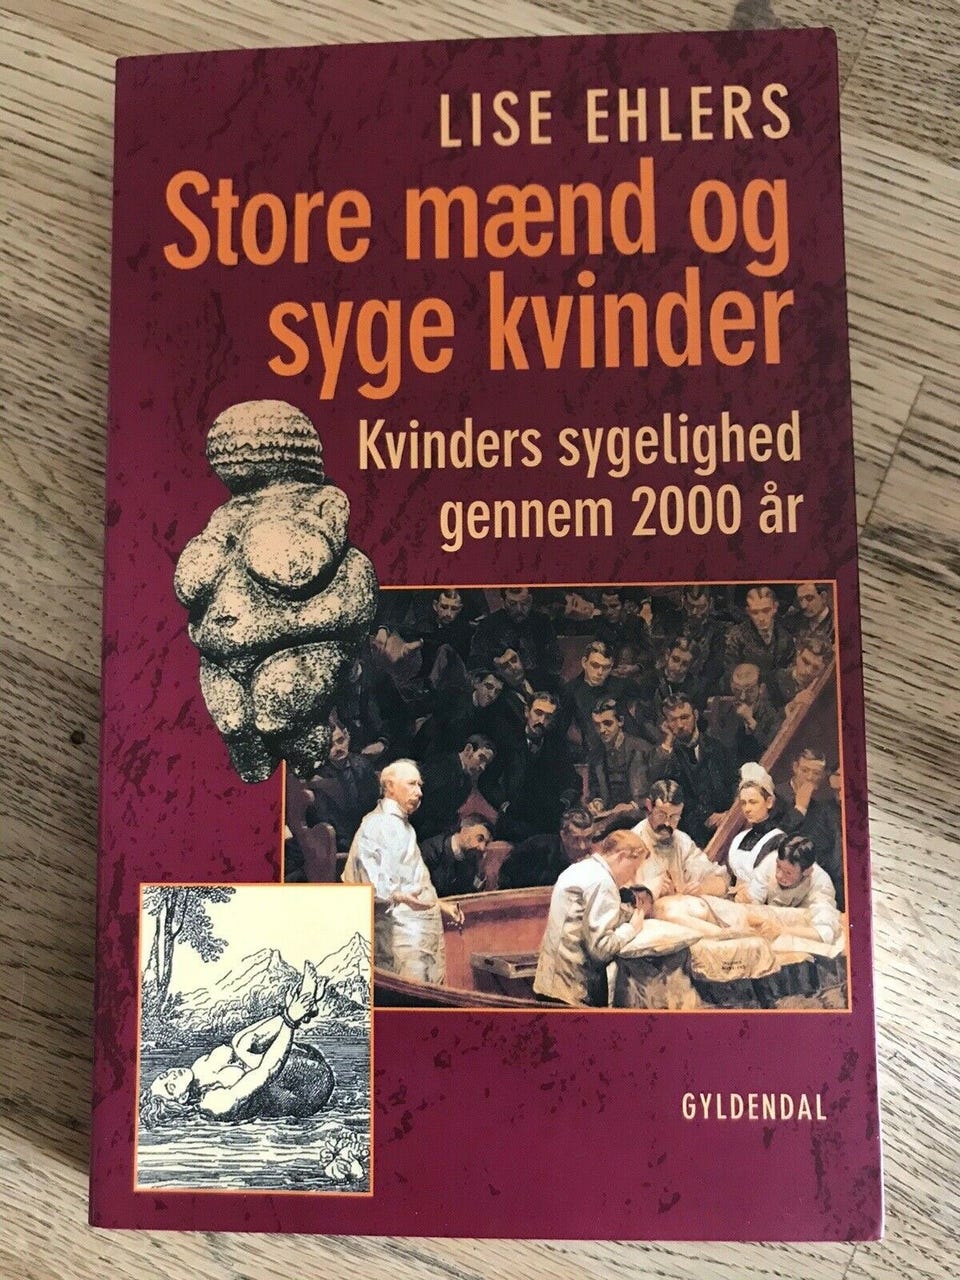 LISE EHLERS
Store mænd og
syge kvinder
Kvinders sygelighed
gennem 2000 år
GYLDENDAL